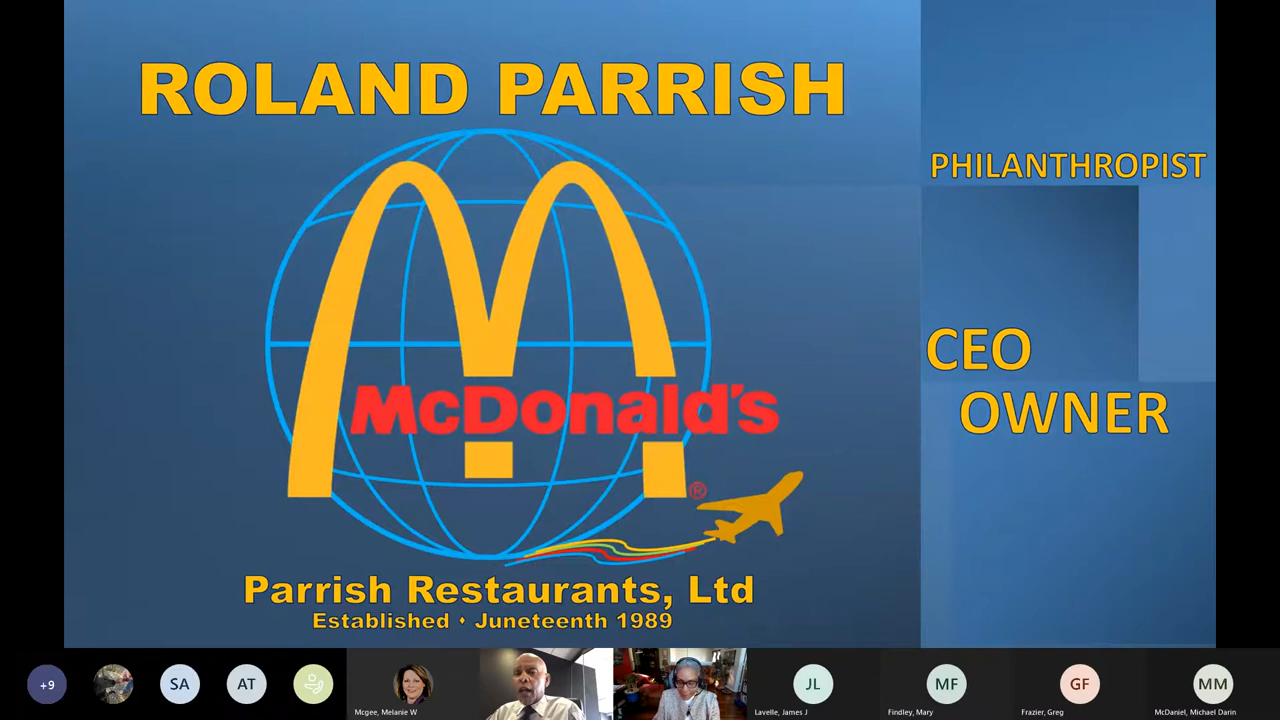 ROLAND PARRISH
PHILANTHROPIST
CEO
OWNER
McDonald's
®
Parrish Restaurants, Ltd
Established ♦ Juneteenth 1989
+9
SA
AT
JL
MF
GF
MM
Mcgee, Melanie W
Lavelle, James J
Findley, Mary
Frazier, Greg
McDaniel, Michael Darin